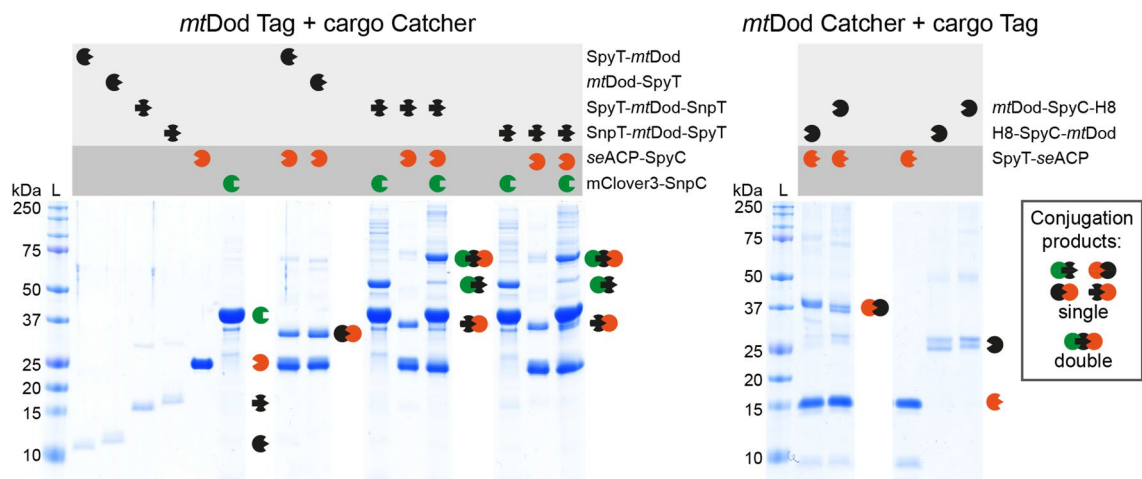 mtDod Tag + cargo Catcher
SpyT-mtDod
mtDod-SpyT
SpyT-mtDod-SnpT
SnpT-mtDod-SpyT
seACP-SpyC
mClover3-SnpC
kDa L
250
75
50
37
25
20
15
10
mtDod Catcher + cargo Tag
mtDod-SpyC-H8
H8-SpyC-mtDod
SpyT-seACP
kDa L
250
75
50
37
25
20
15
10
Conjugation
products:
single
double